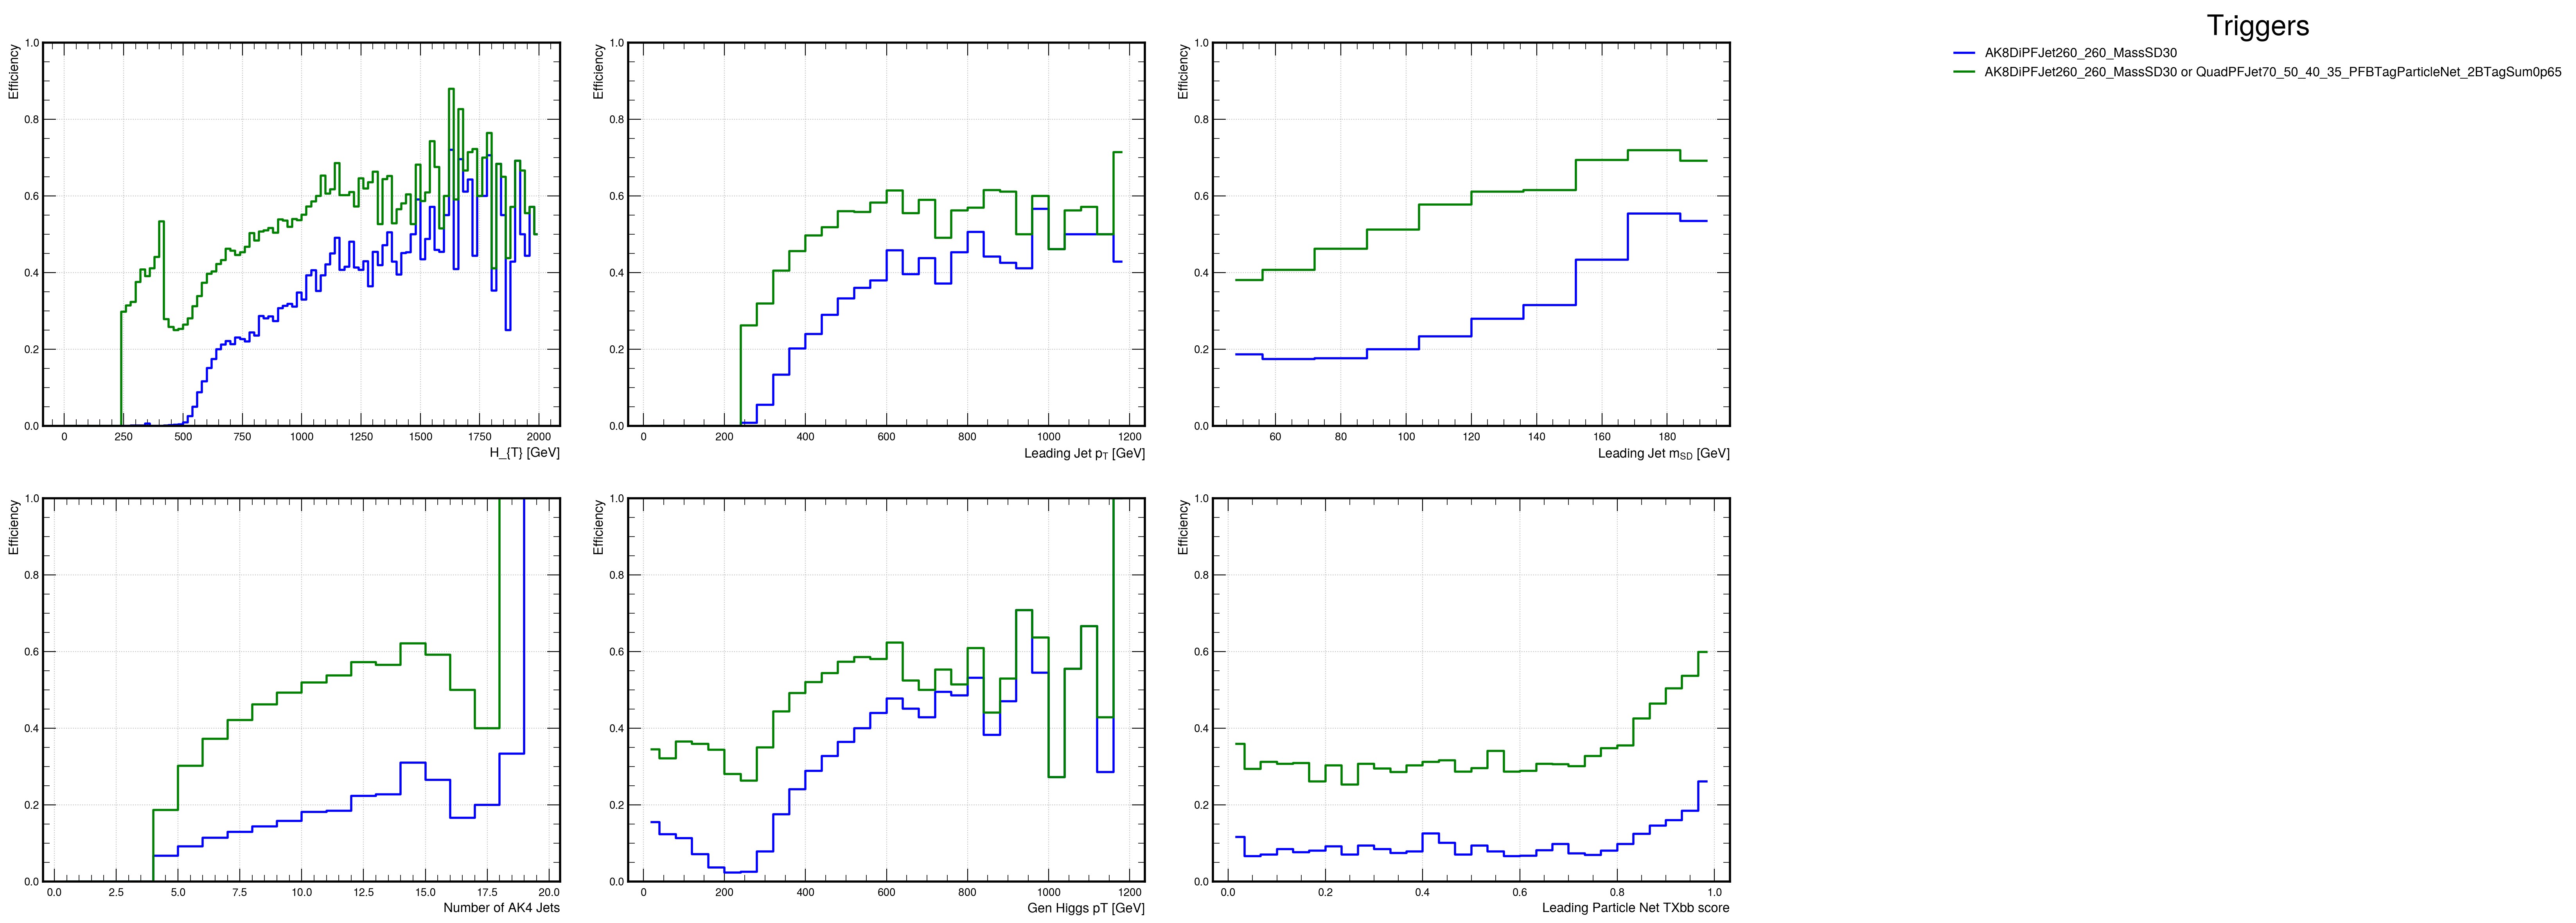 Triggers
AK8DiPFJet260_260_MassSD30
AK8DiPFJet260_260_MassSD30 or QuadPFJet70_50_40_35_PFBTagParticleNet_2BTagSum0p65
Efficiency
1.0
0.8
0.6
0.4
0.2
0.0
0 250 500 750 1000 1250 1500 1750 2000
H_{T} [GeV]
Efficiency
1.0
0.8
0.6
0.4
0.2
0.0
0 200 400 600 800 1000 1200
Leading Jet pT [GeV]
Efficiency
1.0
0.8
0.6
0.4
0.2
0.0
60 80 100 120 140 160 180
Leading Jet mSD [GeV]
Efficiency
1.0
0.8
0.6
0.4
0.2
0.0
0.0 2.5 5.0 7.5 10.0 12.5 15.0 17.5 20.0
Number of AK4 Jets
Efficiency
1.0
0.8
0.6
0.4
0.2
0.0
0 200 400 600 800 1000 1200
Gen Higgs pT [GeV]
Efficiency
1.0
0.8
0.6
0.4
0.2
0.0
0.0 0.2 0.4 0.6 0.8 1.0
Leading Particle Net TXbb score